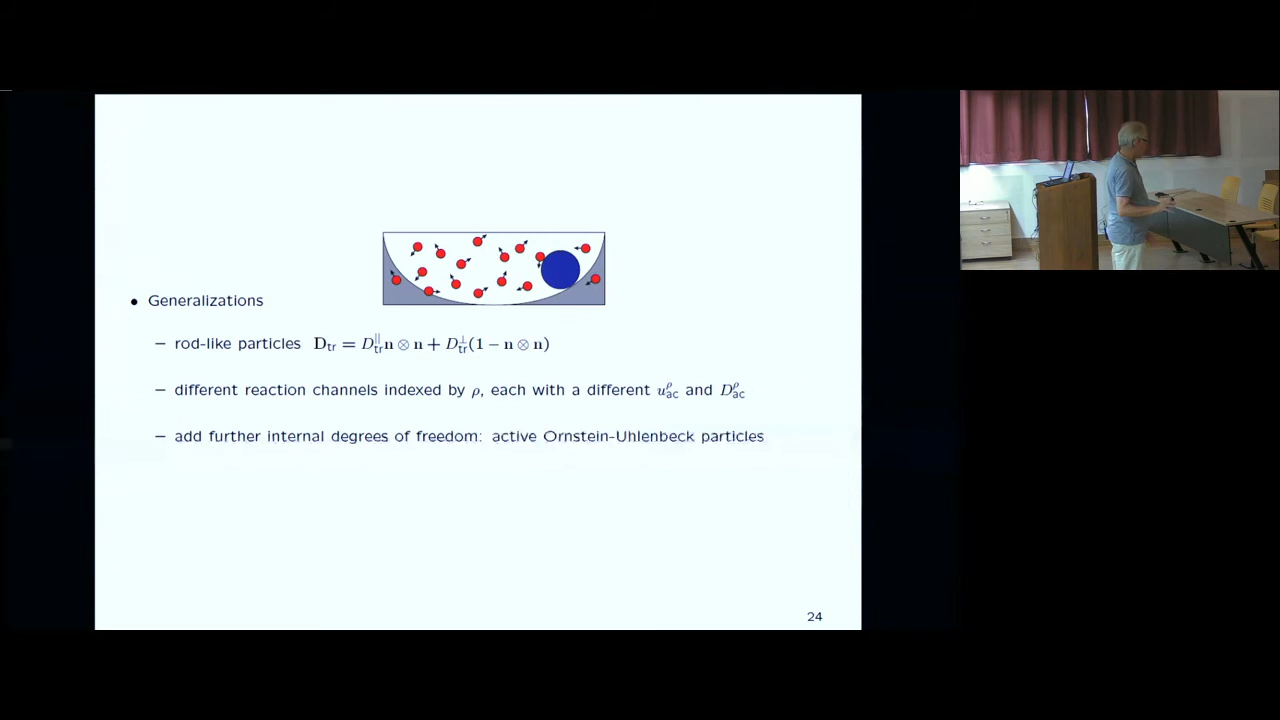 • Generalizations
– rod-like particles D_tr = D_tr^∥ n ⊗ n + D_tr^⊥ (1 − n ⊗ n)
– different reaction channels indexed by ρ, each with a different u_ac^ρ and D_ac^ρ
– add further internal degrees of freedom: active Ornstein-Uhlenbeck particles
24